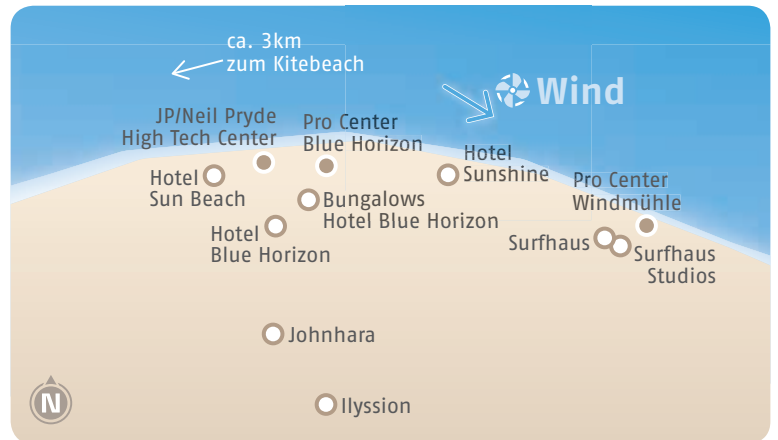 ca. 3km
zum Kitebeach
Wind
JP/Neil Pryde
High Tech Center
Pro Center
Blue Horizon
Hotel
Sun Beach
Hotel
Sunshine
Pro Center
Windmühle
Bungalows
Hotel Blue Horizon
Hotel
Blue Horizon
Surfhaus
Surfhaus
Studios
Johnhara
Ilyssion
N